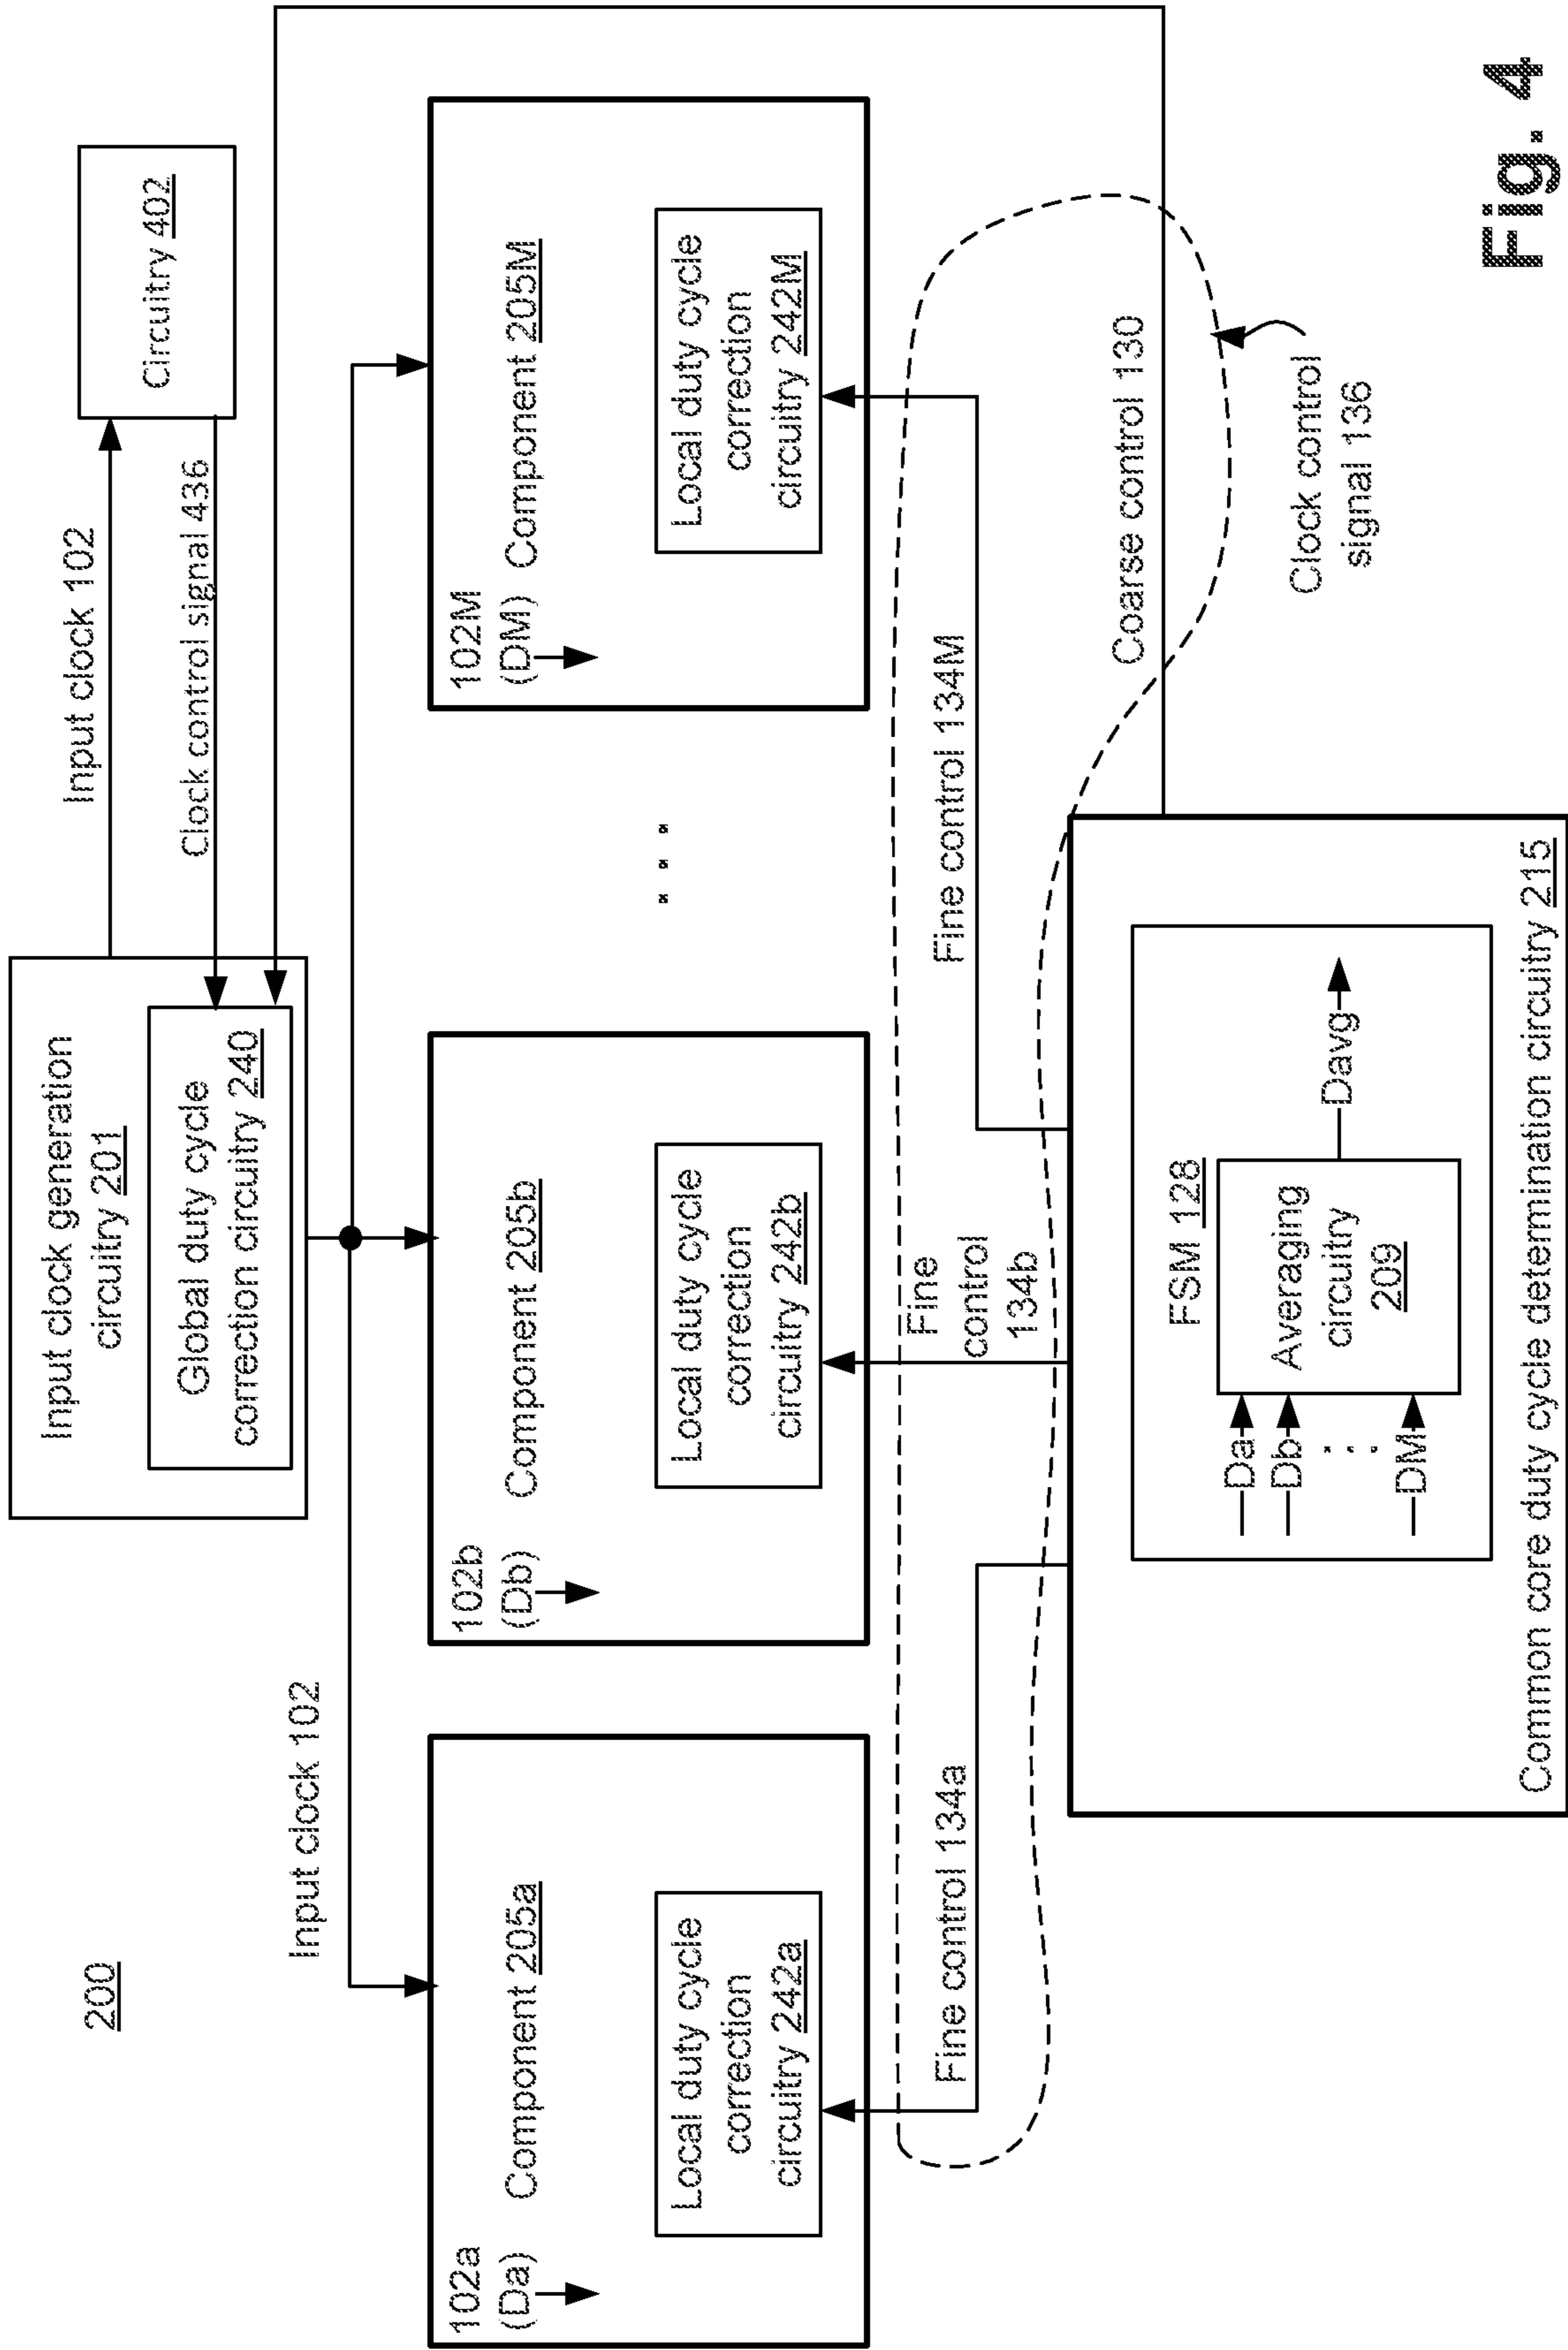 200
Input clock generation
circuitry 201
Global duty cycle
correction circuitry 240
Input clock 102
Clock control signal 436
Circuitry 402
Input clock 102
102a
(Da)
Component 205a
Local duty cycle
correction
circuitry 242a
102b
(Db)
Component 205b
Local duty cycle
correction
circuitry 242b
. . .
102M
(DM)
Component 205M
Local duty cycle
correction
circuitry 242M
Fine control 134a
Fine
control
134b
Fine control 134M
Coarse control 130
Clock control
signal 136
FSM 128
Da
Db
. . .
DM
Averaging
circuitry
209
Davg
Common core duty cycle determination circuitry 215
Fig. 4